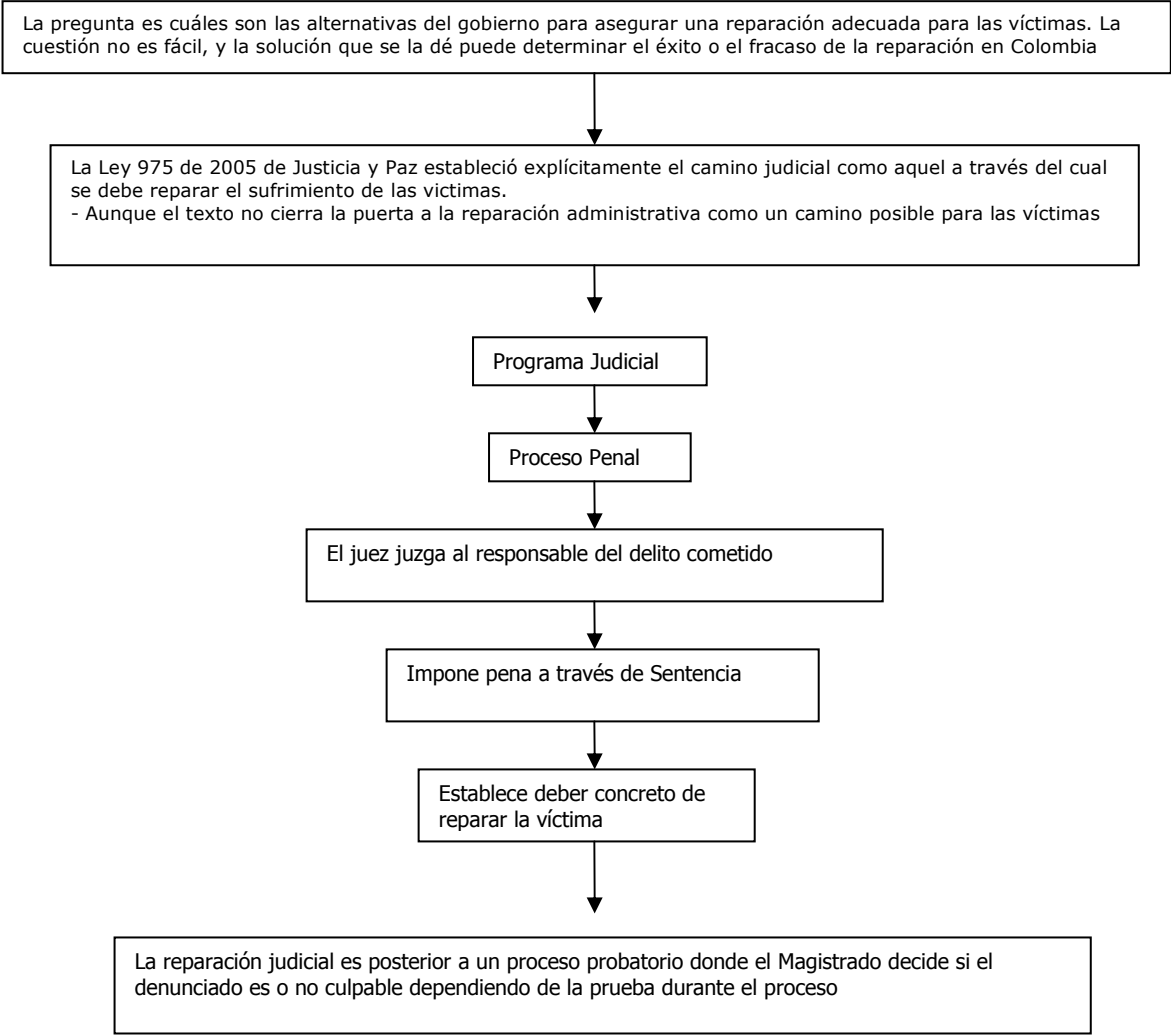 La pregunta es cuáles son las alternativas del gobierno para asegurar una reparación adecuada para las víctimas. La
cuestión no es fácil, y la solución que se la dé puede determinar el éxito o el fracaso de la reparación en Colombia
La Ley 975 de 2005 de Justicia y Paz estableció explícitamente el camino judicial como aquel a través del cual
se debe reparar el sufrimiento de las victimas.
- Aunque el texto no cierra la puerta a la reparación administrativa como un camino posible para las víctimas
Programa Judicial
Proceso Penal
El juez juzga al responsable del delito cometido
Impone pena a través de Sentencia
Establece deber concreto de
reparar la víctima
La reparación judicial es posterior a un proceso probatorio donde el Magistrado decide si el
denunciado es o no culpable dependiendo de la prueba durante el proceso